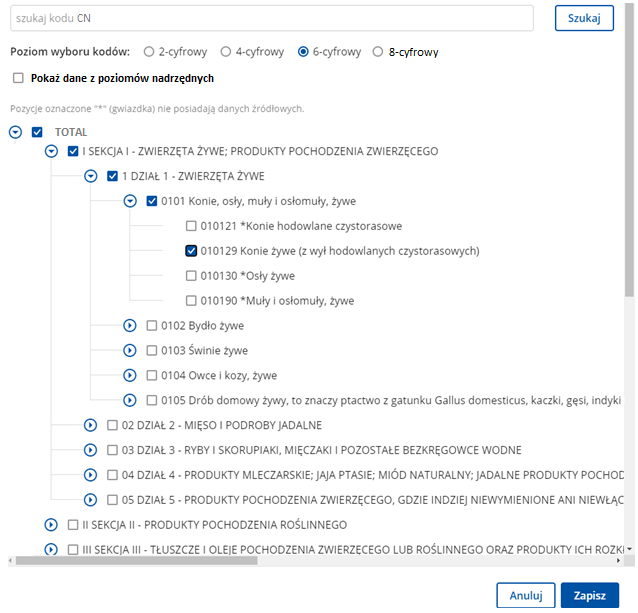 szukaj kodu CN
Szukaj
Poziom wyboru kodów: 2-cyfrowy 4-cyfrowy 6-cyfrowy 8-cyfrowy
Pokaż dane z poziomów nadrzędnych
Pozycje oznaczone "*" (gwiazdka) nie posiadają danych źródłowych.
TOTAL
I SEKCJA I - ZWIERZĘTA ŻYWE; PRODUKTY POCHODZENIA ZWIERZĘCEGO
1 DZIAŁ 1 - ZWIERZĘTA ŻYWE
0101 Konie, osły, muły i osłomuły, żywe
010121 *Konie hodowlane czystorasowe
010129 Konie żywe (z wył hodowlanych czystorasowych)
010130 *Osły żywe
010190 *Muły i osłomuły, żywe
0102 Bydło żywe
0103 Świnie żywe
0104 Owce i kozy, żywe
0105 Drób domowy żywy, to znaczy ptactwo z gatunku Gallus domesticus, kaczki, gęsi, indyki
02 DZIAŁ 2 - MIĘSO I PODROBY JADALNE
03 DZIAŁ 3 - RYBY I SKORUPIAKI, MIĘCZAKI I POZOSTAŁE BEZKRĘGOWCE WODNE
04 DZIAŁ 4 - PRODUKTY MLECZARSKIE; JAJA PTASIE; MIÓD NATURALNY; JADALNE PRODUKTY POCHOD
05 DZIAŁ 5 - PRODUKTY POCHODZENIA ZWIERZĘCEGO, GDZIE INDZIEJ NIEWYMIENIONE ANI NIEWŁĄC
II SEKCJA II - PRODUKTY POCHODZENIA ROŚLINNEGO
III SEKCJA III - TŁUSZCZE I OLEJE POCHODZENIA ZWIERZĘCEGO LUB ROŚLINNEGO ORAZ PRODUKTY ICH ROZKŁ
Anuluj
Zapisz